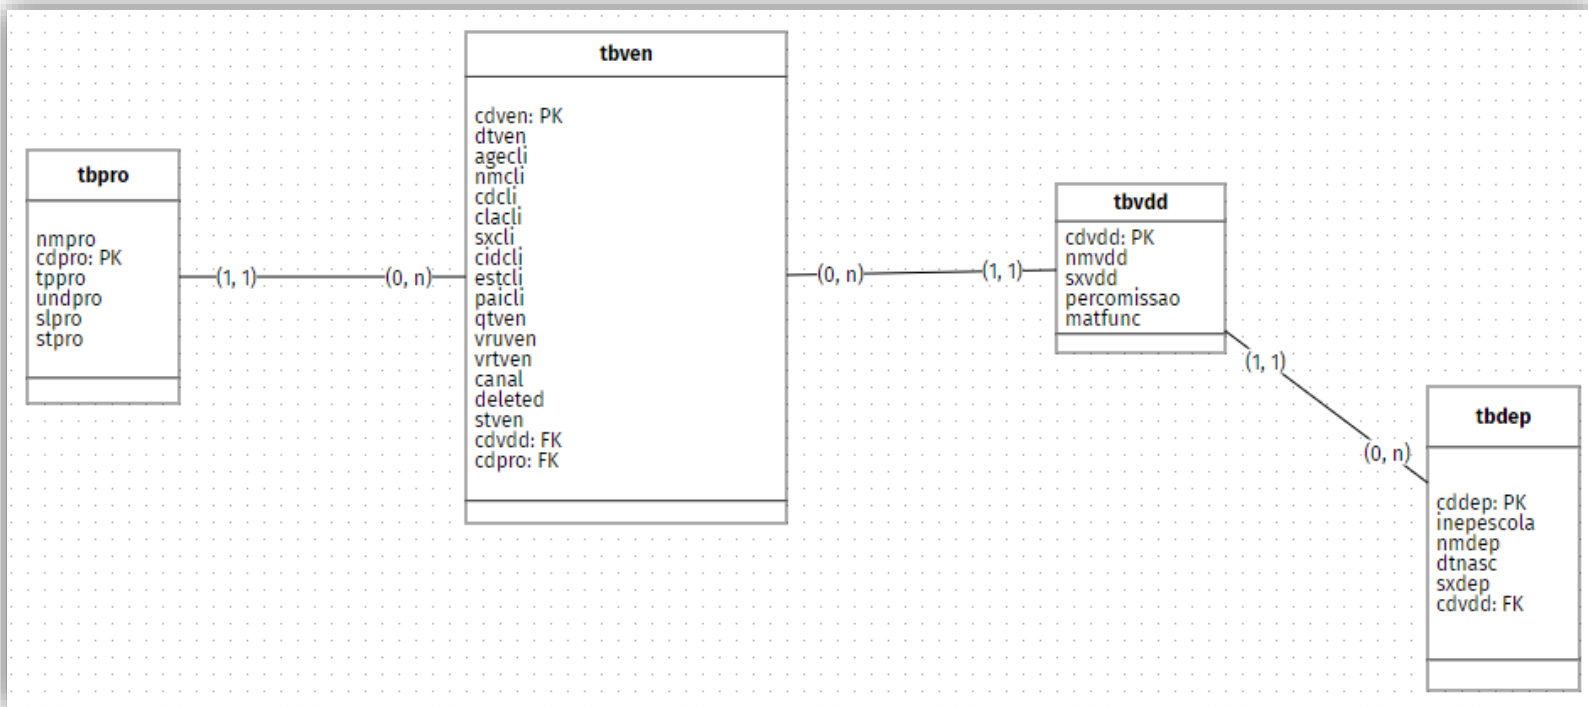 tbpro
nmpro
cdpro: PK
tppro
undpro
slpro
stpro
(1, 1)
(0, n)
tbven
cdven: PK
dtven
agecli
nmcli
cdcli
clacli
sxcli
cidcli
estcli
paicli
qtven
vruven
vrtven
canal
deleted
stven
cdvdd: FK
cdpro: FK
(0, n)
(1, 1)
tbvdd
cdvdd: PK
nmvdd
sxvdd
percomissao
matfunc
(1, 1)
(0, n)
tbdep
cddep: PK
inepescola
nmdep
dtnasc
sxdep
cdvdd: FK